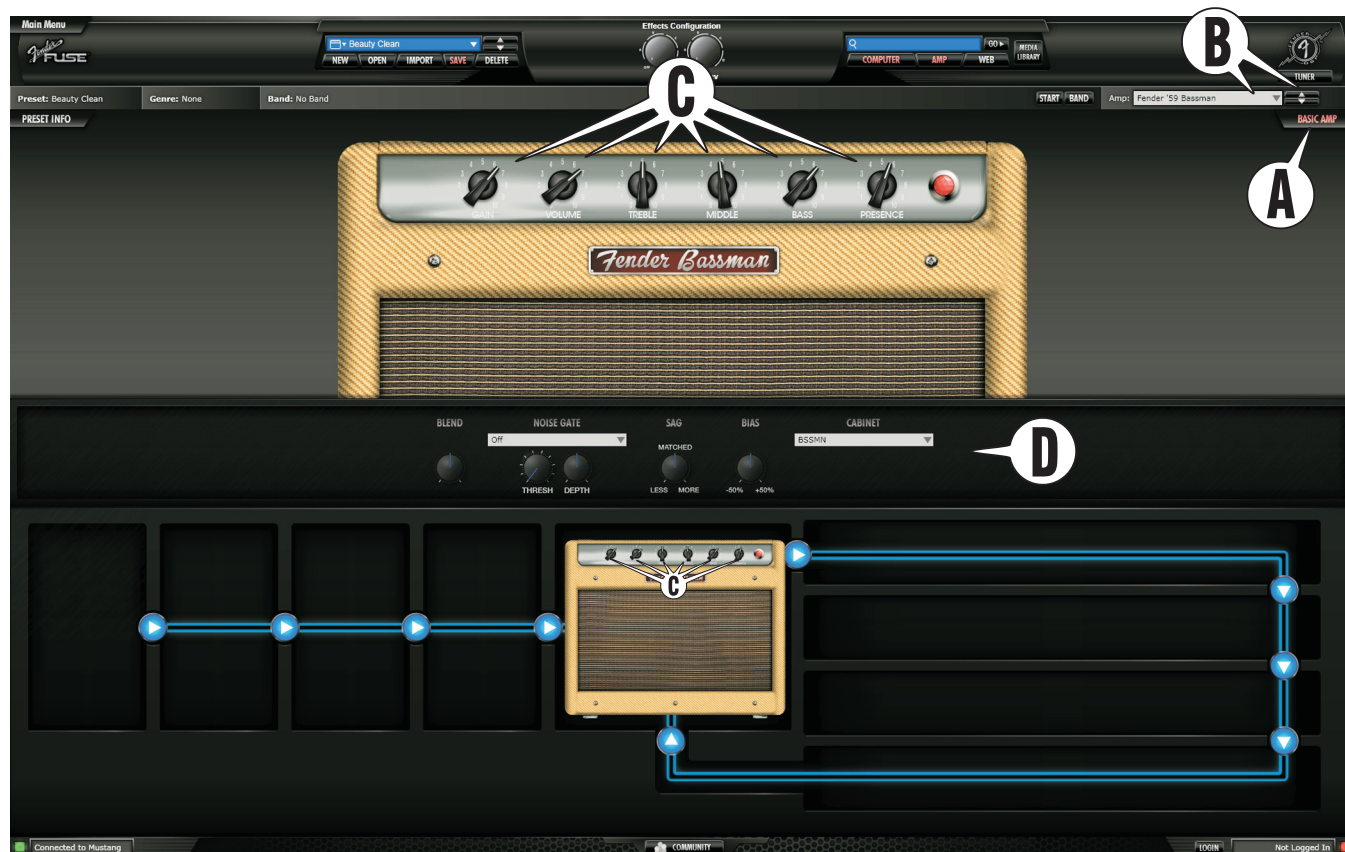 Main Menu
Fender
FUSE
Beauty Clean
NEW OPEN IMPORT SAVE DELETE
Effects Configuration
GO
COMPUTER AMP WEB
MEDIA
LIBRARY
TUNER
B
Preset: Beauty Clean
Genre: None
Band: No Band
START BAND
Amp: Fender '59 Bassman
PRESET INFO
BASIC AMP
A
C
GAIN VOLUME TREBLE MIDDLE BASS PRESENCE
Fender Bassman
BLEND
NOISE GATE
Off
THRESH DEPTH
SAG
MATCHED
LESS MORE
BIAS
-50% +50%
CABINET
BSSMN
D
C
Connected to Mustang
COMMUNITY
LOGIN
Not Logged In